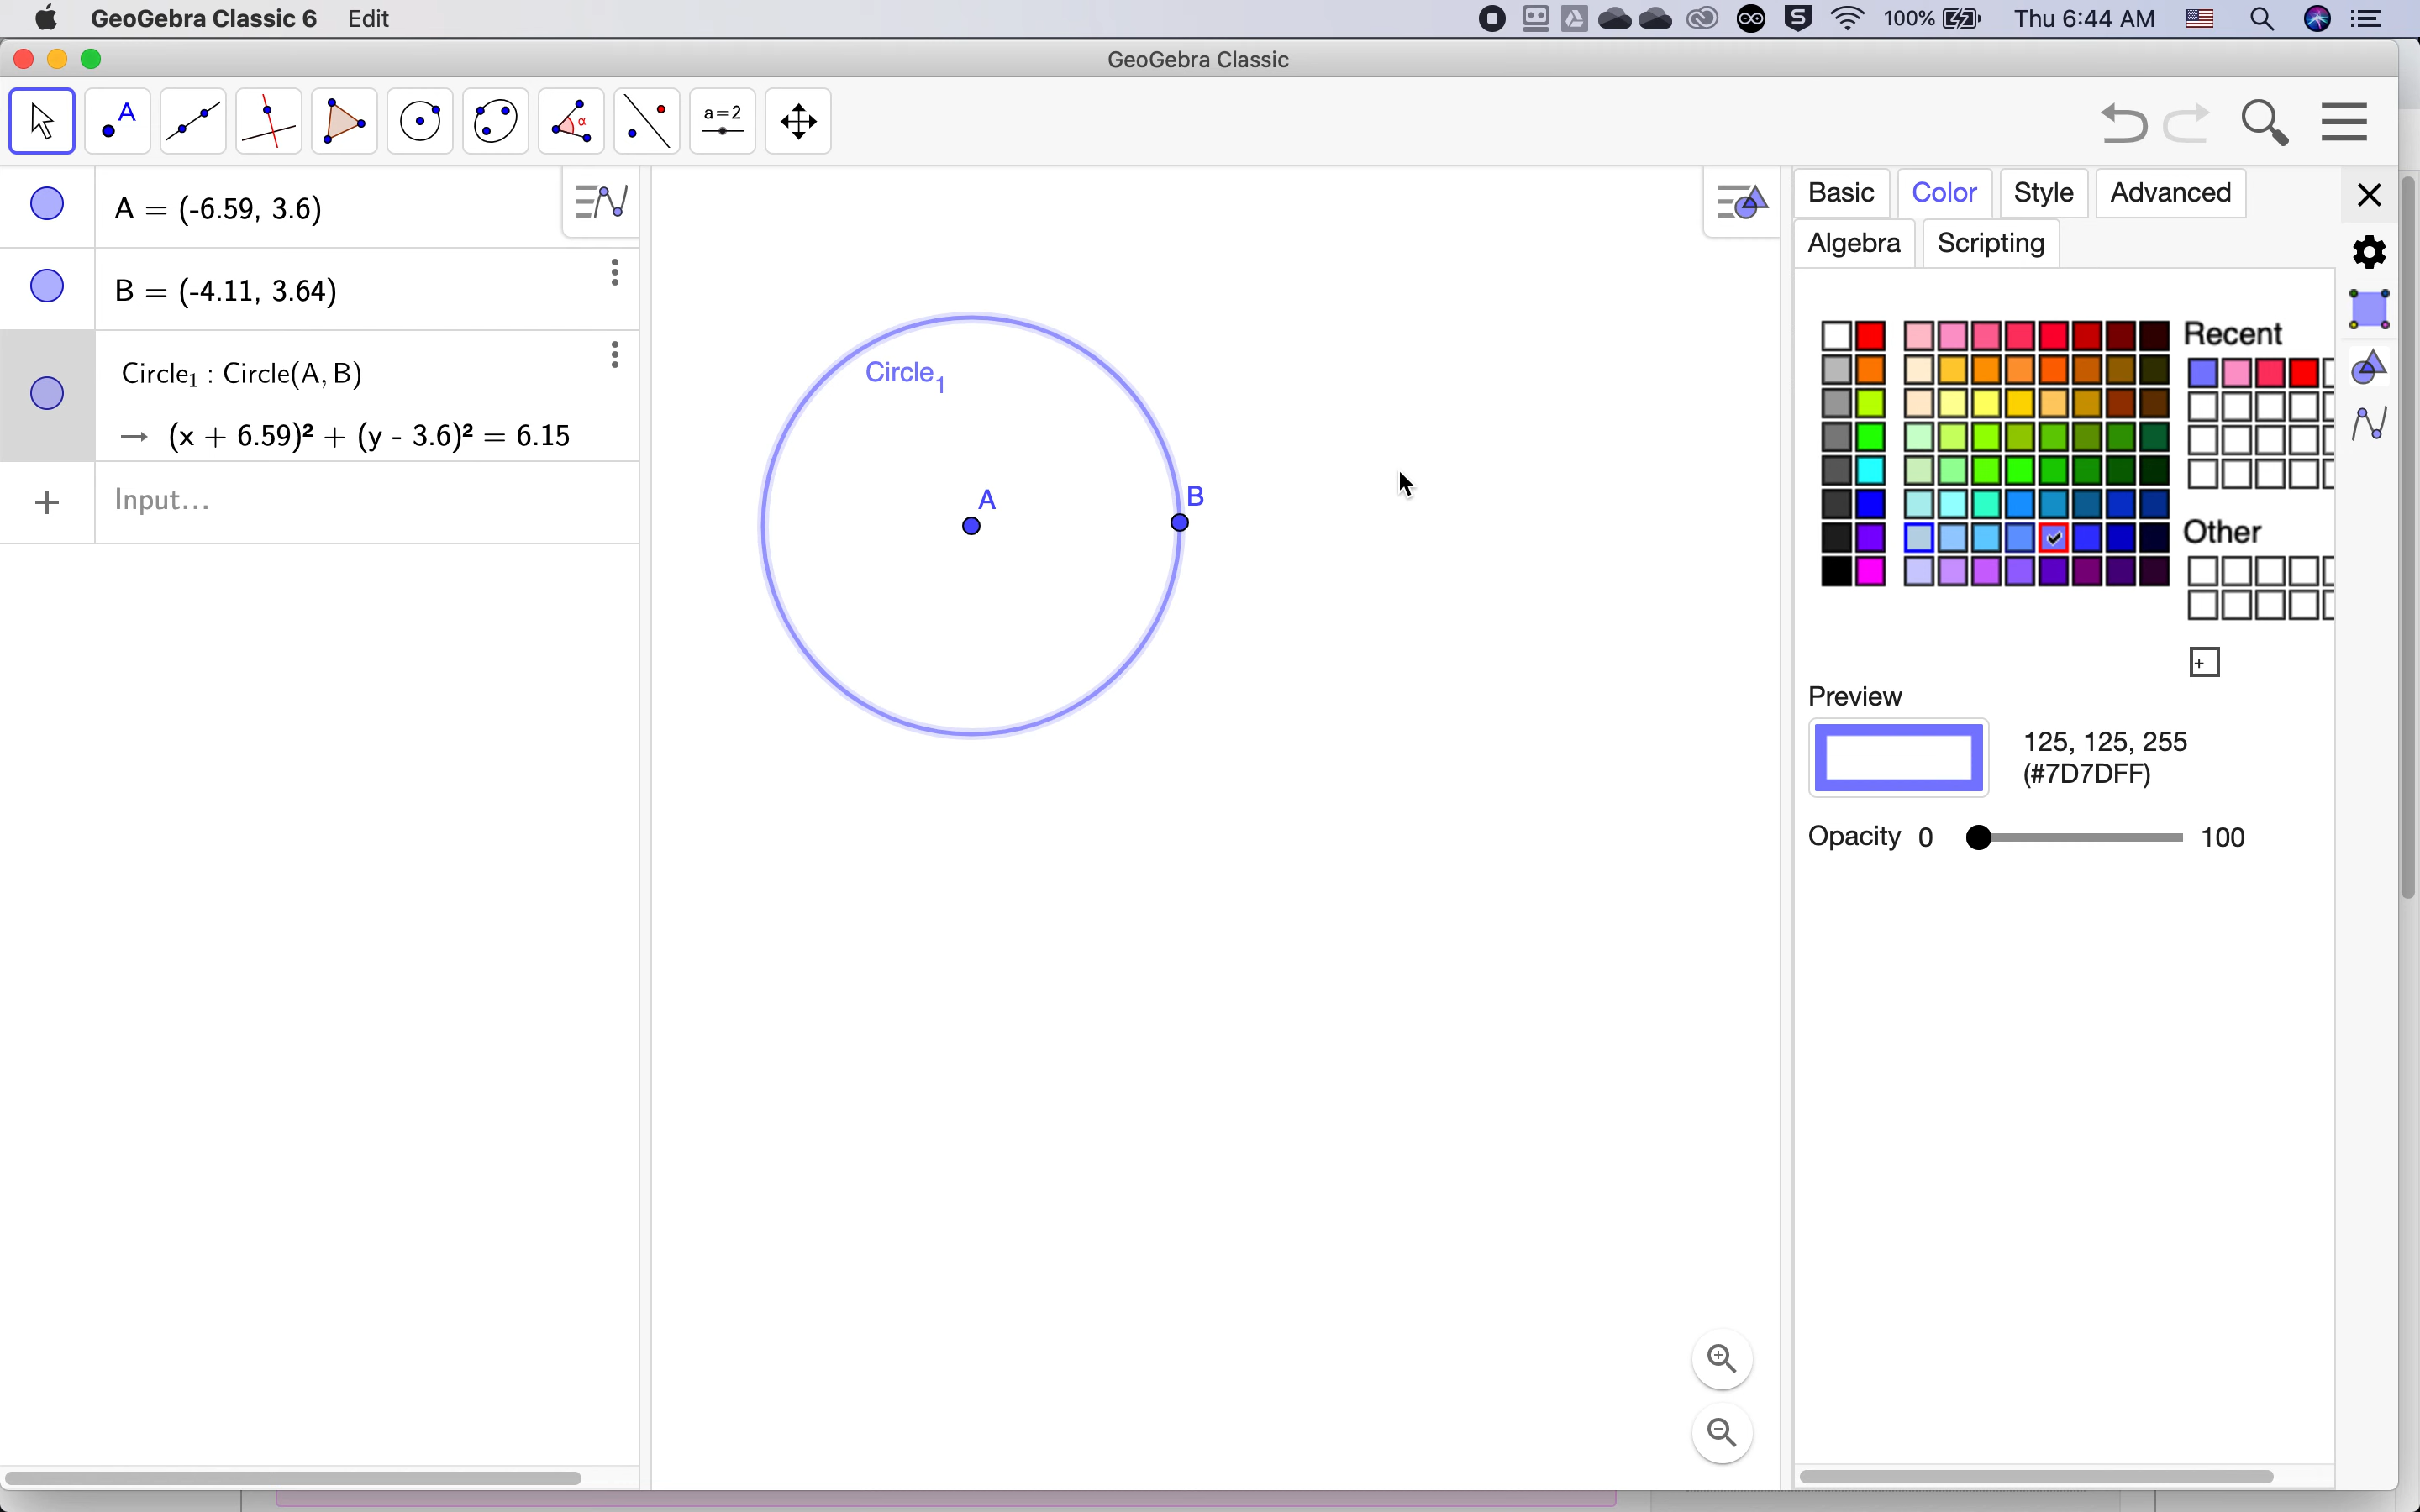 GeoGebra Classic 6 Edit 100% Thu 6:44 AM
GeoGebra Classic
A α a=2
A = (-6.59, 3.6)
B = (-4.11, 3.64)
Circle₁ : Circle(A, B)
→ (x + 6.59)² + (y - 3.6)² = 6.15
+ Input...
Circle₁
A
B
Basic Color Style Advanced
Algebra Scripting
Recent
Other
+
Preview
125, 125, 255
(#7D7DFF)
Opacity 0 100